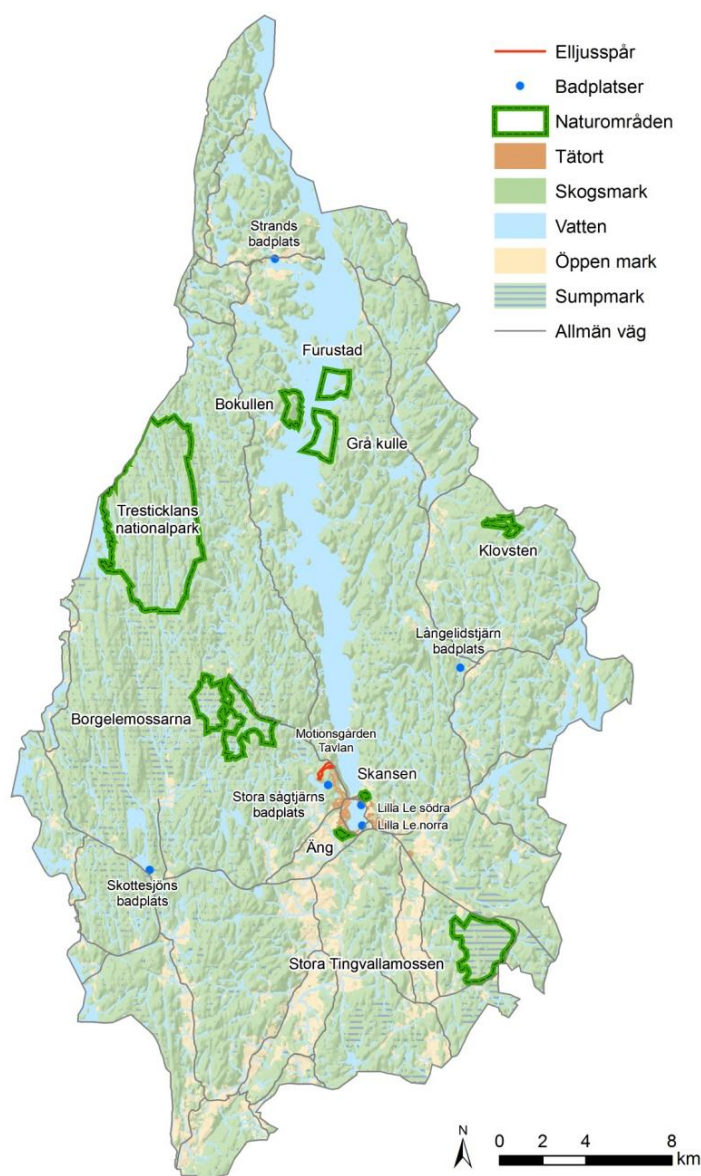 Elljusspår
Badplatser
Naturområden
Tätort
Skogsmark
Vatten
Öppen mark
Sumpmark
Allmän väg
Strands
badplats
Furustad
Bokullen
Grå kulle
Tresticklans
nationalpark
Klovsten
Långelidstjärn
badplats
Borgelemossarna
Motionsgården
Tavlan
Skansen
Stora sågtjärns
badplats
Lilla Le södra
Lilla Le norra
Äng
Skottesjöns
badplats
Stora Tingvallamossen
N
0 2 4 8
km